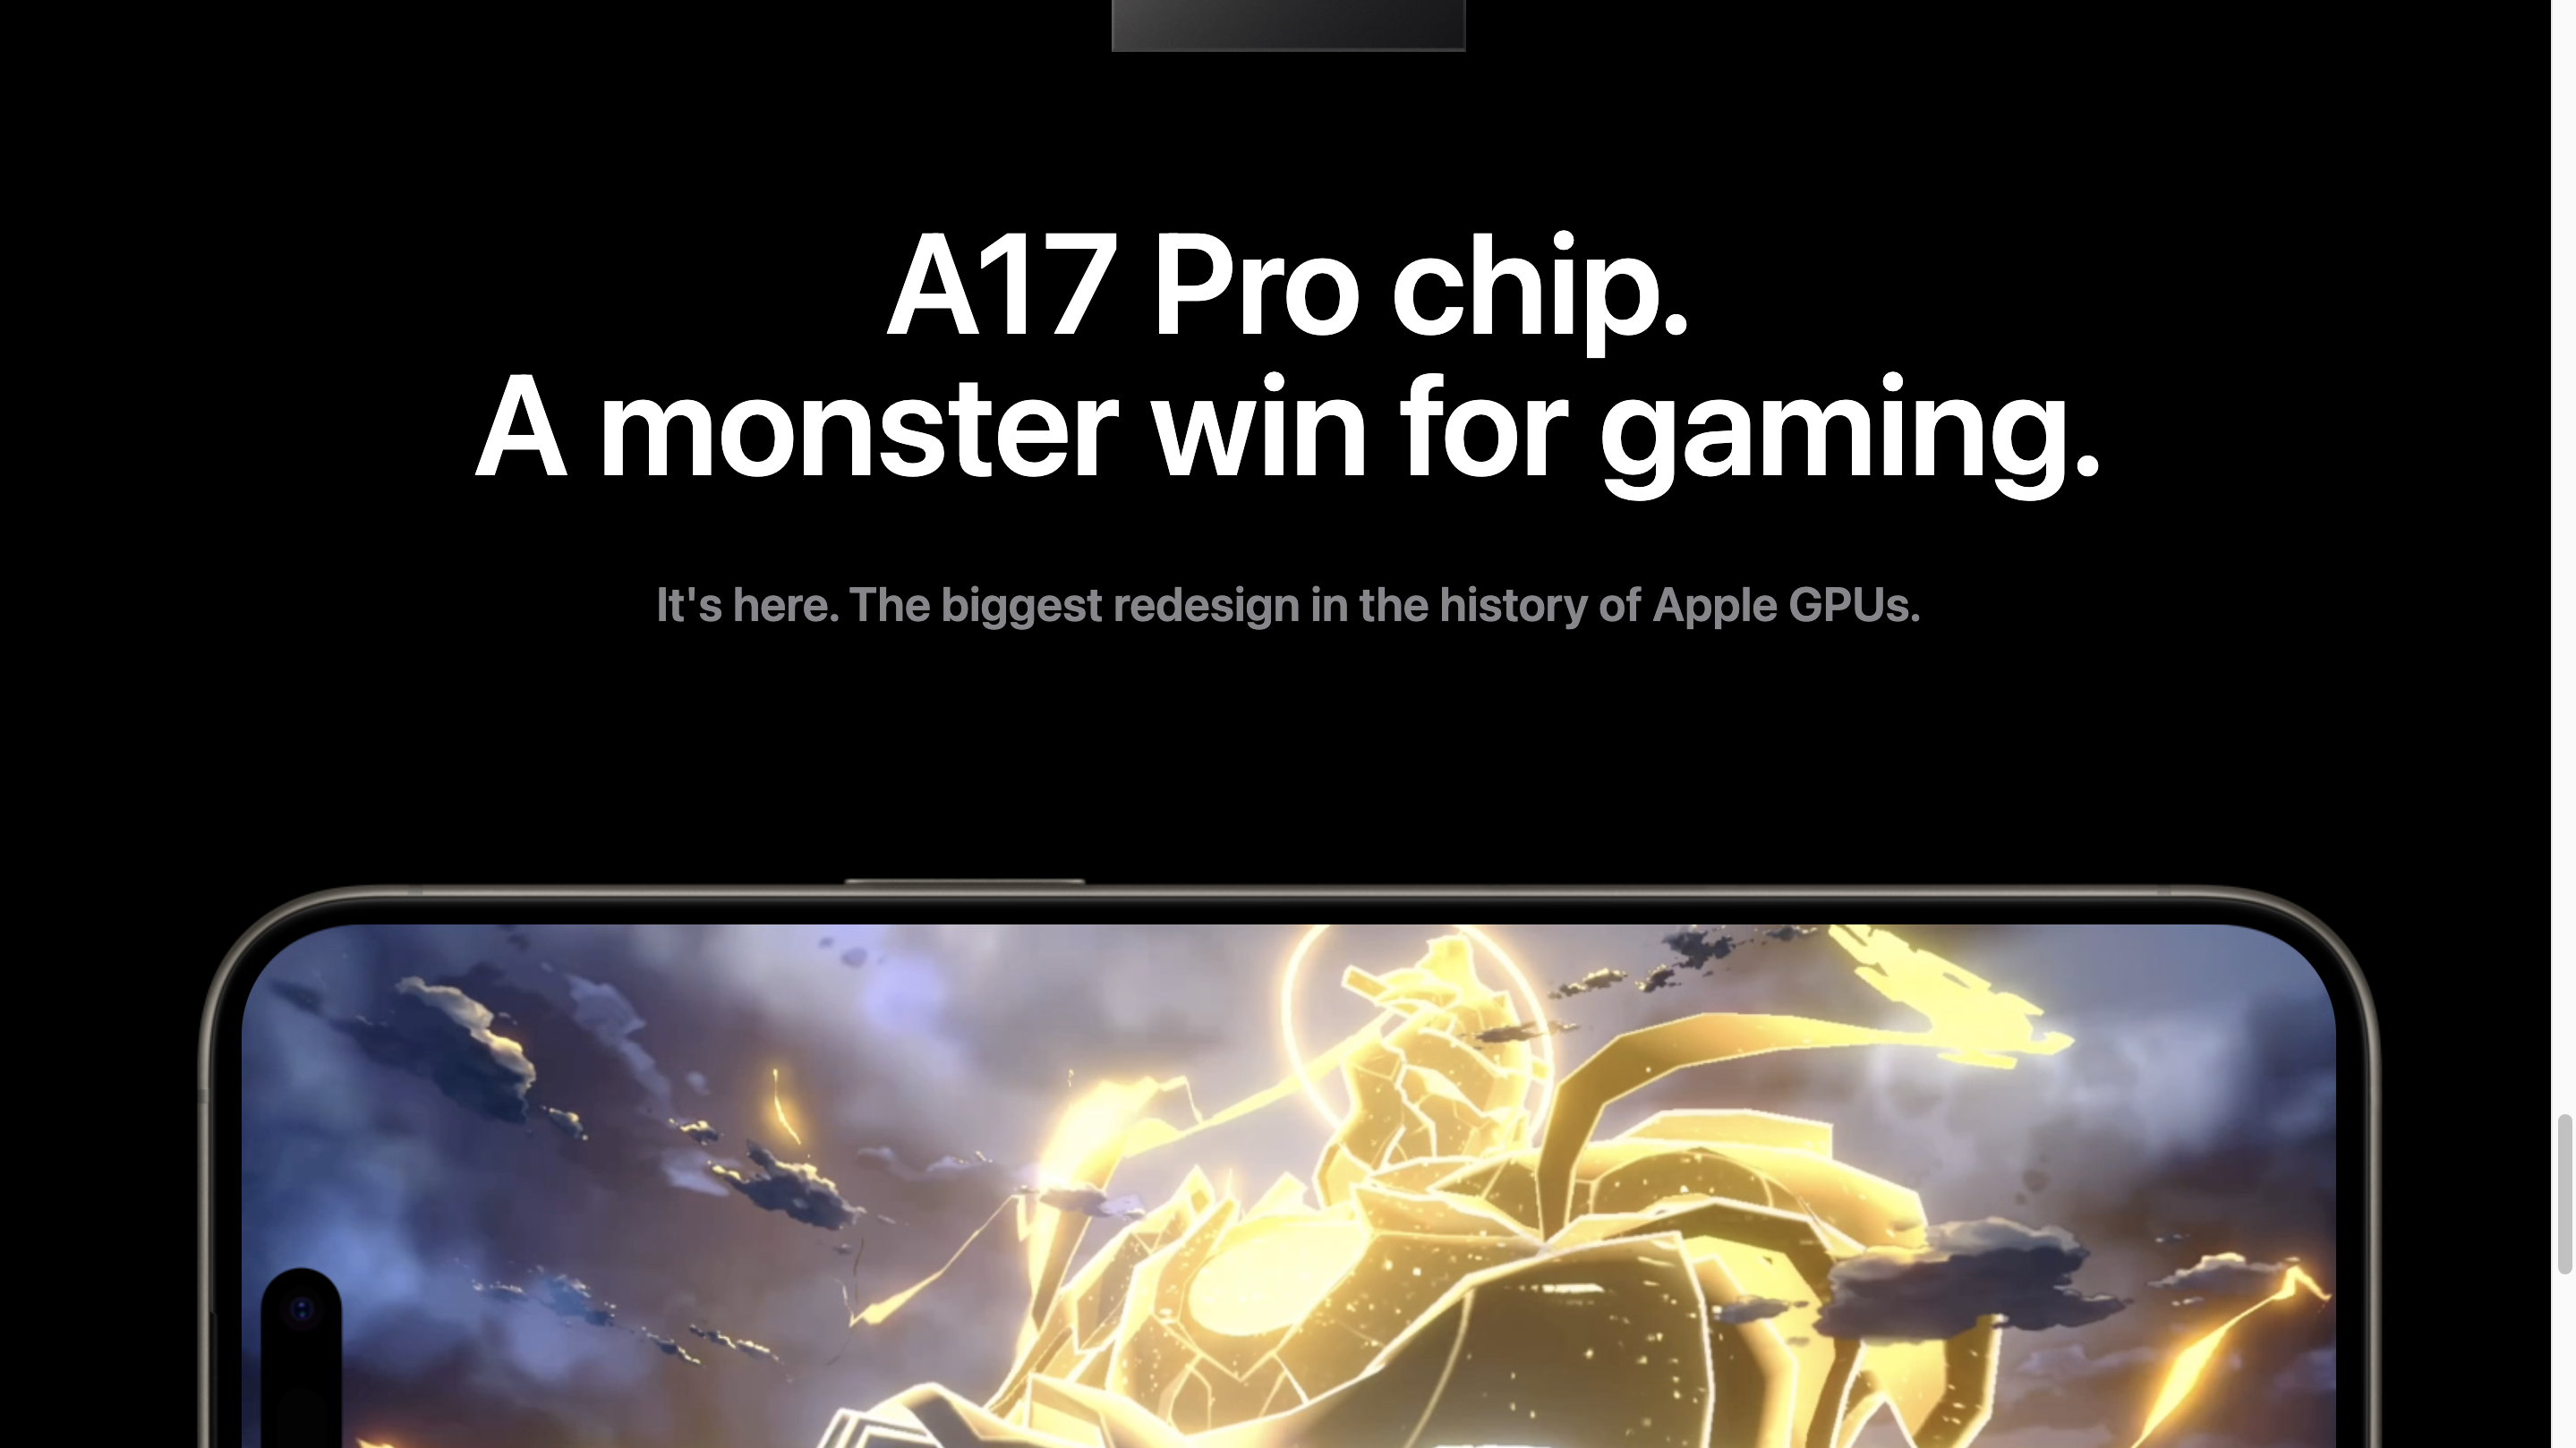 A17 Pro chip.
A monster win for gaming.
It's here. The biggest redesign in the history of Apple GPUs.